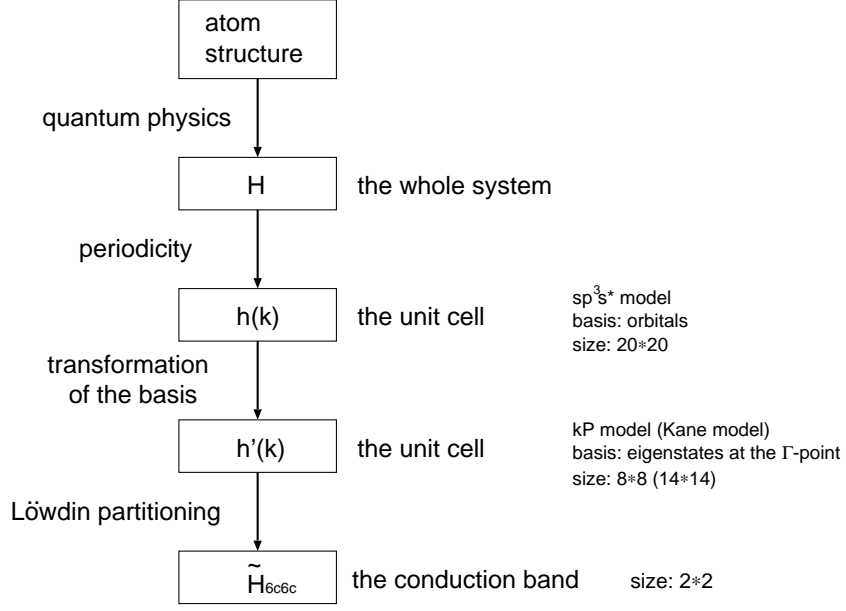 atom
structure
quantum physics
H
the whole system
periodicity
h(k)
the unit cell
sp³s* model
basis: orbitals
size: 20*20
transformation
of the basis
h'(k)
the unit cell
kP model (Kane model)
basis: eigenstates at the Γ-point
size: 8*8 (14*14)
Löwdin partitioning
H̃6c6c
the conduction band
size: 2*2